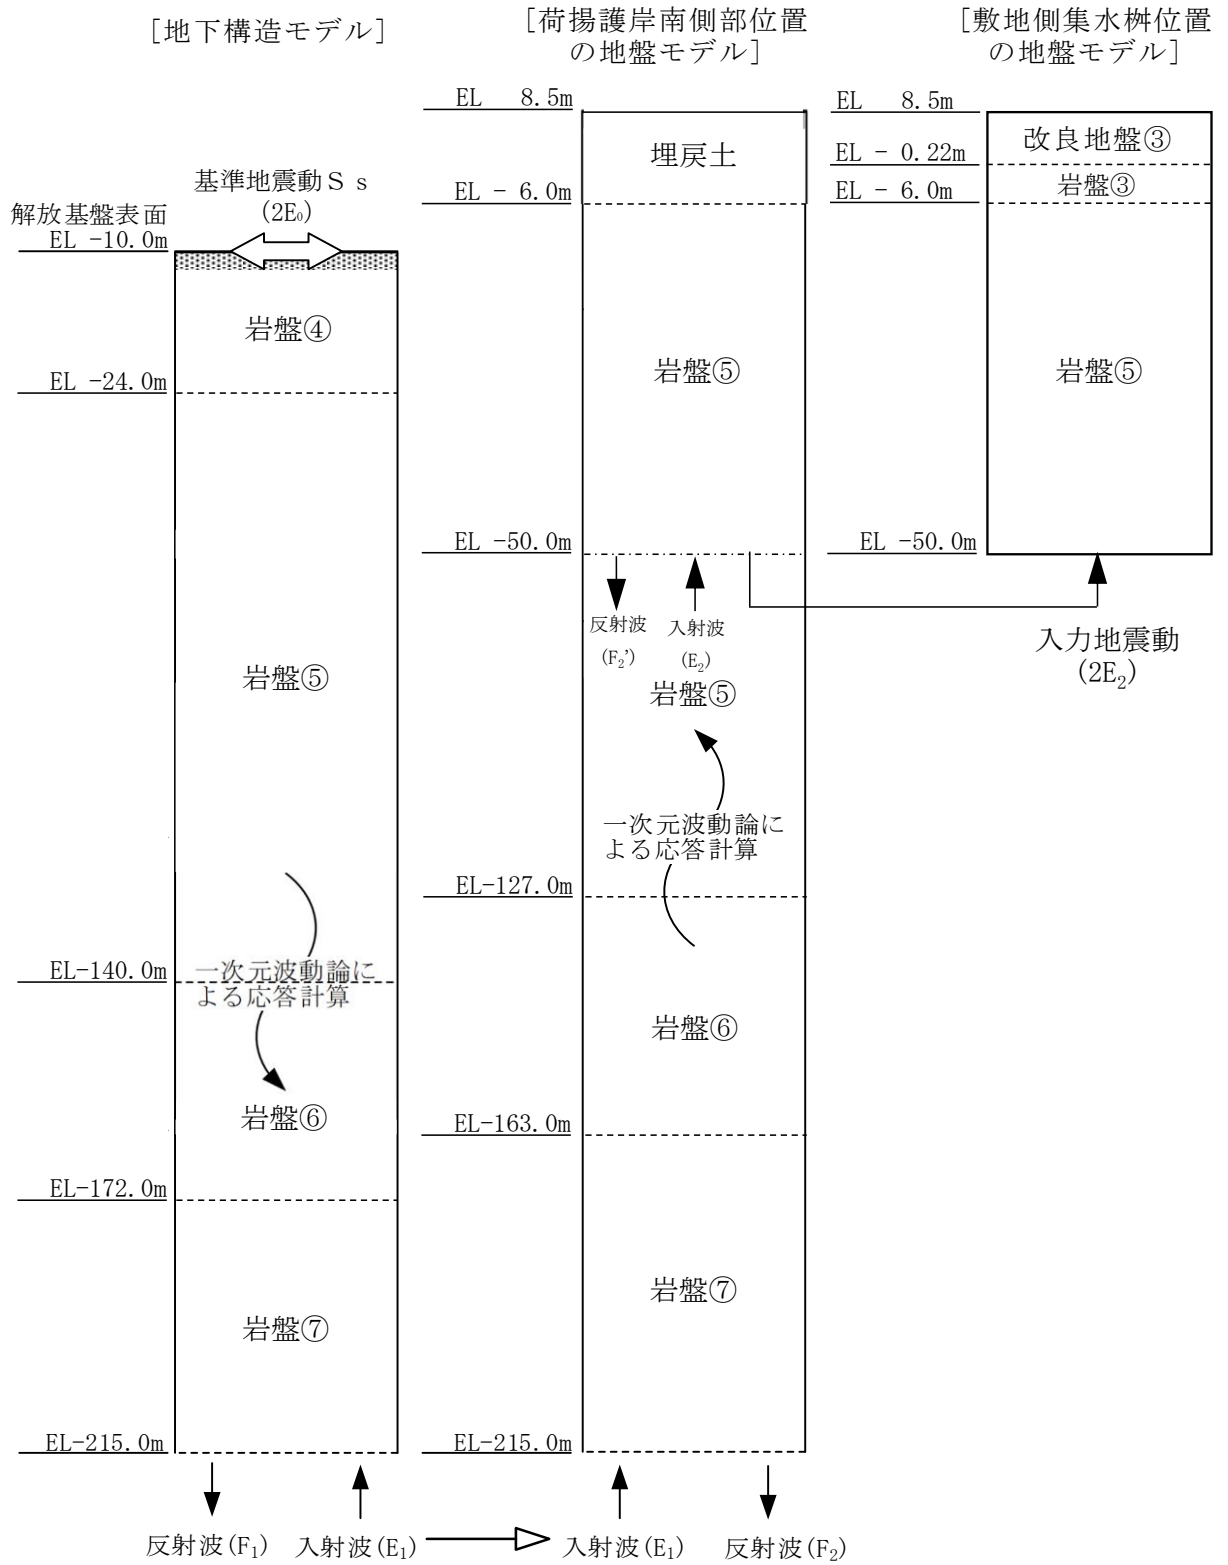 [地下構造モデル]
基準地震動Ｓｓ
(2E₀)
解放基盤表面
EL -10.0m
岩盤④
EL -24.0m
岩盤⑤
EL-140.0m
一次元波動論に
よる応答計算
岩盤⑥
EL-172.0m
岩盤⑦
EL-215.0m
反射波(F₁)
入射波(E₁)
[荷揚護岸南側部位置
の地盤モデル]
EL 8.5m
埋戻土
EL - 6.0m
岩盤⑤
EL -50.0m
反射波
(F₂')
入射波
(E₂)
岩盤⑤
一次元波動論に
よる応答計算
EL-127.0m
岩盤⑥
EL-163.0m
岩盤⑦
EL-215.0m
入射波(E₁)
反射波(F₂)
[敷地側集水桝位置
の地盤モデル]
EL 8.5m
改良地盤③
EL - 0.22m
岩盤③
EL - 6.0m
岩盤⑤
EL -50.0m
入力地震動
(2E₂)